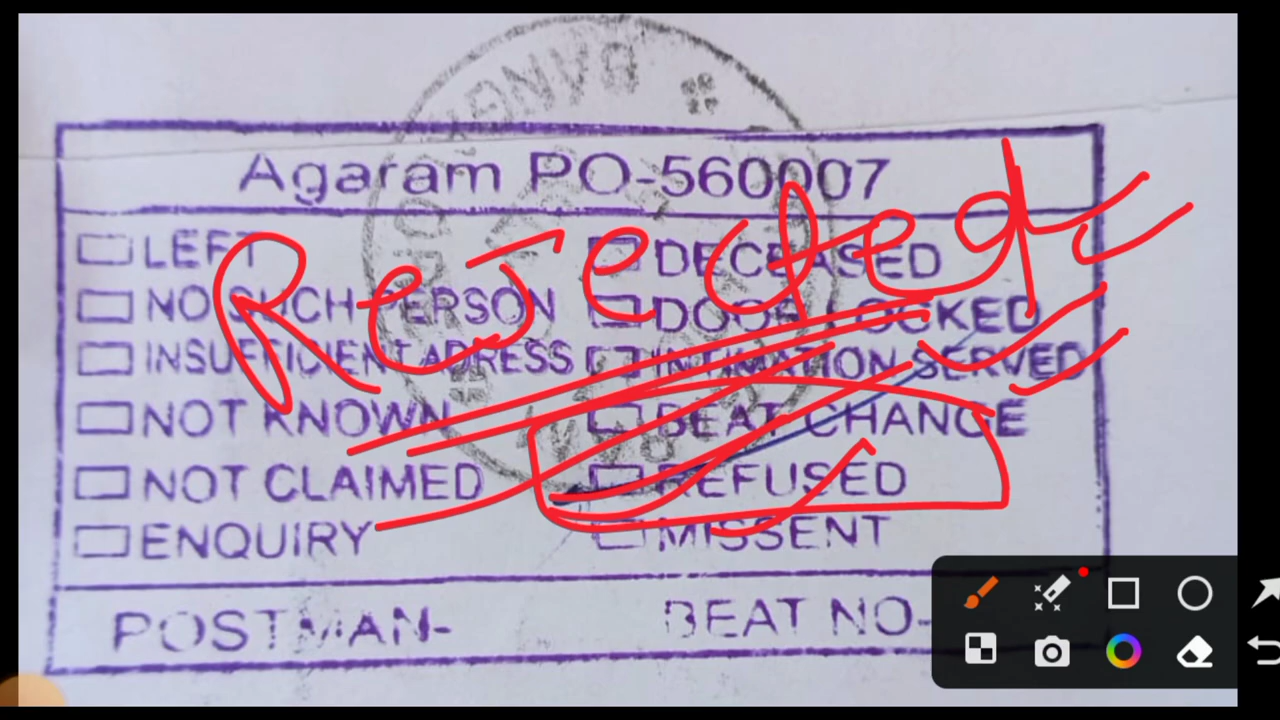 Agaram PO-560007
LEFT DECEASED
NO SUCH PERSON DOOR LOCKED
INSUFFICIENT ADRESS INTIMATION SERVED
NOT KNOWN BEAT CHANGE
NOT CLAIMED REFUSED
ENQUIRY MISSENT
POSTMAN- BEAT NO-
Rejected